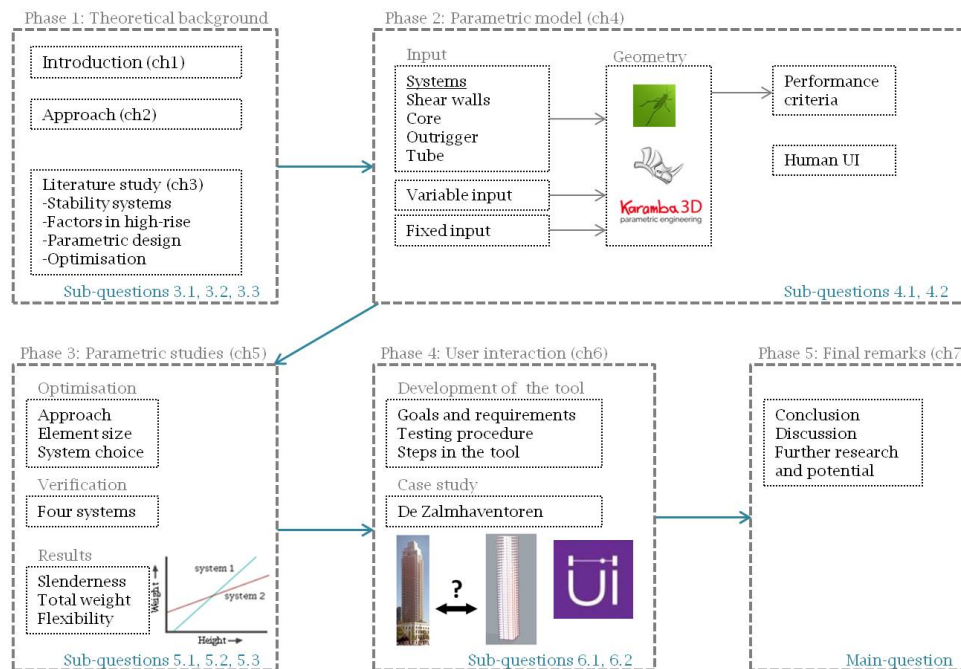 Phase 1: Theoretical background
Introduction (ch1)
Approach (ch2)
Literature study (ch3)
-Stability systems
-Factors in high-rise
-Parametric design
-Optimisation
Sub-questions 3.1, 3.2, 3.3
Phase 2: Parametric model (ch4)
Input
Systems
Shear walls
Core
Outrigger
Tube
Variable input
Fixed input
Geometry
Karamba 3D
parametric engineering
Performance
criteria
Human UI
Sub-questions 4.1, 4.2
Phase 3: Parametric studies (ch5)
Optimisation
Approach
Element size
System choice
Verification
Four systems
Results
Slenderness
Total weight
Flexibility
system 1
system 2
Weight
Height
Sub-questions 5.1, 5.2, 5.3
Phase 4: User interaction (ch6)
Development of the tool
Goals and requirements
Testing procedure
Steps in the tool
Case study
De Zalmhaventoren
?
Ui
Sub-questions 6.1, 6.2
Phase 5: Final remarks (ch7
Conclusion
Discussion
Further research
and potential
Main-question